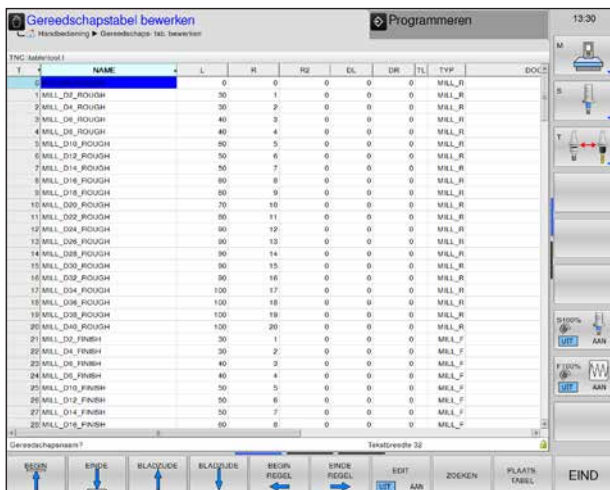 Gereedschapstabel bewerken
Programmeren
13:30
Handbediening ▶ Gereedschaps- tab. bewerken
TNC:\table\tool.t
T NAME L R R2 DL DR TL TYP DOC
0 0 0 0 0 0 MILL_R
1 MILL_D2_ROUGH 30 1 0 0 0 MILL_R
2 MILL_D4_ROUGH 30 2 0 0 0 MILL_R
3 MILL_D6_ROUGH 40 3 0 0 0 MILL_R
4 MILL_D8_ROUGH 40 4 0 0 0 MILL_R
5 MILL_D10_ROUGH 60 5 0 0 0 MILL_R
6 MILL_D12_ROUGH 50 6 0 0 0 MILL_R
7 MILL_D14_ROUGH 50 7 0 0 0 MILL_R
8 MILL_D16_ROUGH 60 8 0 0 0 MILL_R
9 MILL_D18_ROUGH 60 9 0 0 0 MILL_R
10 MILL_D20_ROUGH 70 10 0 0 0 MILL_R
11 MILL_D22_ROUGH 11 0 0 0 MILL_R
12 MILL_D24_ROUGH 90 12 0 0 0 MILL_R
13 MILL_D26_ROUGH 90 13 0 0 0 MILL_R
14 MILL_D28_ROUGH 90 14 0 0 0 MILL_R
15 MILL_D30_ROUGH 90 15 0 0 0 MILL_R
16 MILL_D32_ROUGH 90 16 0 0 0 MILL_R
17 MILL_D34_ROUGH 100 17 0 0 0 MILL_R
18 MILL_D36_ROUGH 100 18 0 0 0 MILL_R
19 MILL_D38_ROUGH 100 19 0 0 0 MILL_R
20 MILL_D40_ROUGH 100 20 0 0 0 MILL_R
21 MILL_D2_FINISH 30 1 0 0 0 MILL_F
22 MILL_D4_FINISH 30 2 0 0 0 MILL_F
23 MILL_D6_FINISH 40 3 0 0 0 MILL_F
24 MILL_D8_FINISH 40 4 0 0 0 MILL_F
25 MILL_D10_FINISH 50 5 0 0 0 MILL_F
26 MILL_D12_FINISH 50 6 0 0 0 MILL_F
27 MILL_D14_FINISH 50 7 0 0 0 MILL_F
28 MILL_D16_FINISH 60 8 0 0 0 MILL_F
Gereedschapsnaam? Tekstbreedte 32
M
S
T
S100%
UIT AAN
F100%
UIT AAN
BEGIN
EINDE
BLADZIJDE
BLADZIJDE
BEGIN REGEL
EINDE REGEL
EDIT
UIT AAN
ZOEKEN
PLAATS TABEL
EIND